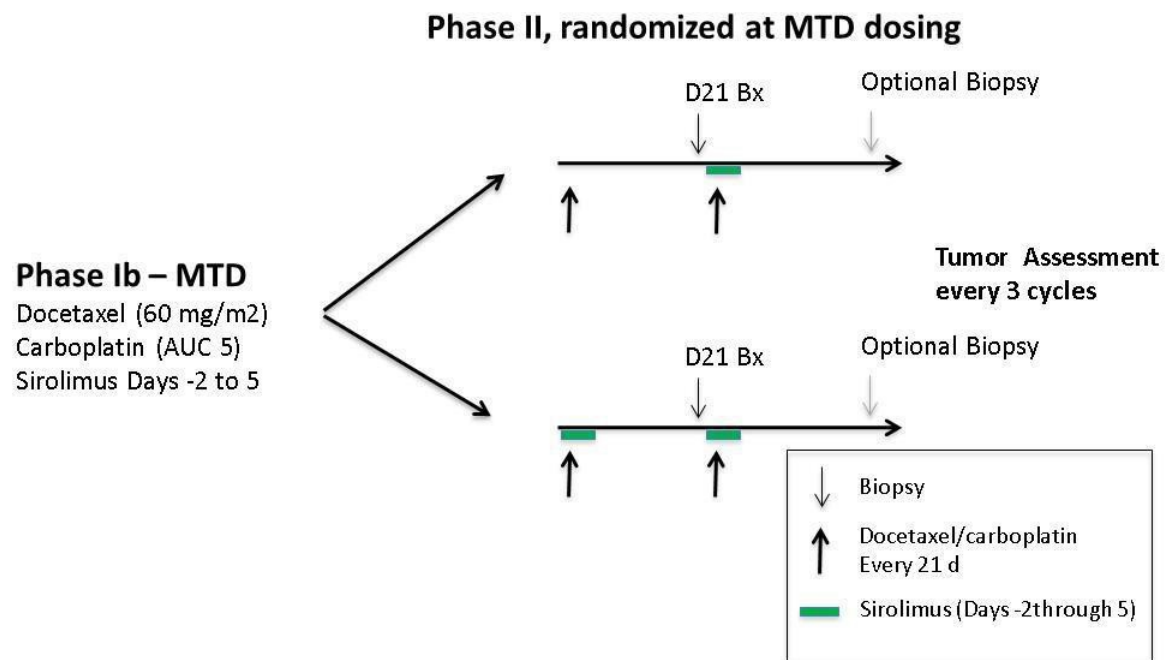 Phase II, randomized at MTD dosing
D21 Bx
Optional Biopsy
Phase Ib – MTD
Docetaxel (60 mg/m2)
Carboplatin (AUC 5)
Sirolimus Days -2 to 5
Tumor Assessment
every 3 cycles
D21 Bx
Optional Biopsy
Biopsy
Docetaxel/carboplatin
Every 21 d
Sirolimus (Days -2through 5)